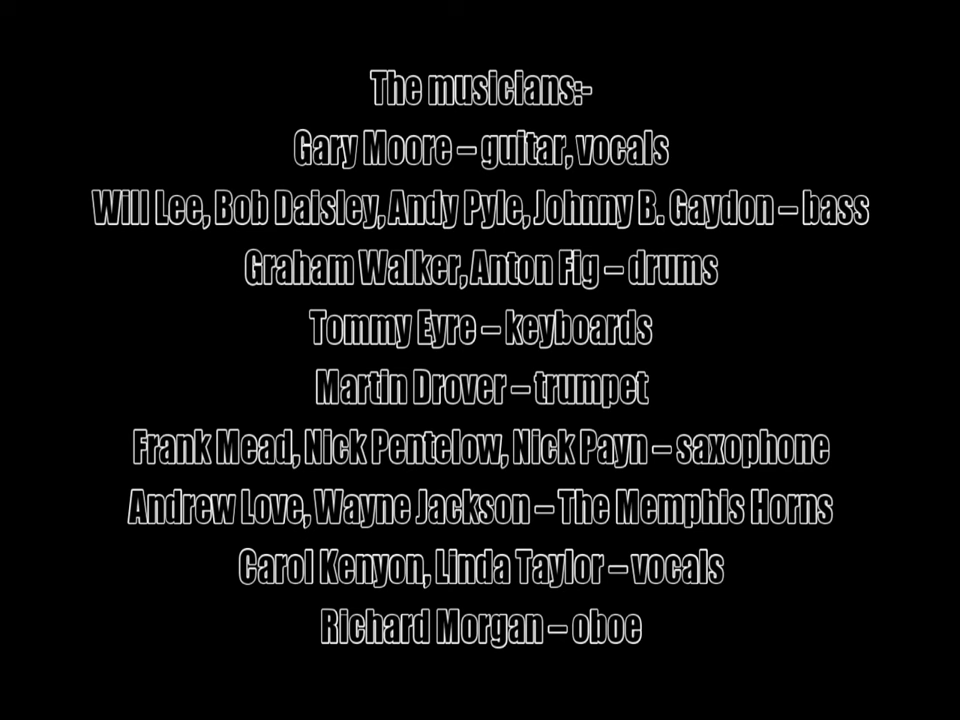 The musicians:-
Gary Moore – guitar, vocals
Will Lee, Bob Daisley, Andy Pyle, Johnny B. Gaydon – bass
Graham Walker, Anton Fig – drums
Tommy Eyre – keyboards
Martin Drover – trumpet
Frank Mead, Nick Pentelow, Nick Payn – saxophone
Andrew Love, Wayne Jackson – The Memphis Horns
Carol Kenyon, Linda Taylor – vocals
Richard Morgan – oboe